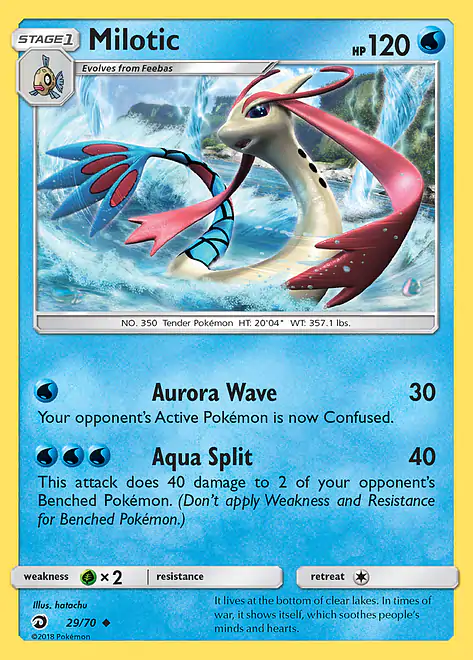 STAGE 1 Milotic HP 120
Evolves from Feebas
NO. 350 Tender Pokémon HT: 20'04" WT: 357.1 lbs.
Aurora Wave 30
Your opponent's Active Pokémon is now Confused.
Aqua Split 40
This attack does 40 damage to 2 of your opponent's
Benched Pokémon. (Don't apply Weakness and Resistance
for Benched Pokémon.)
weakness ×2 resistance retreat
Illus. hatachu
29/70
©2018 Pokémon
It lives at the bottom of clear lakes. In times of
war, it shows itself, which soothes people's
minds and hearts.